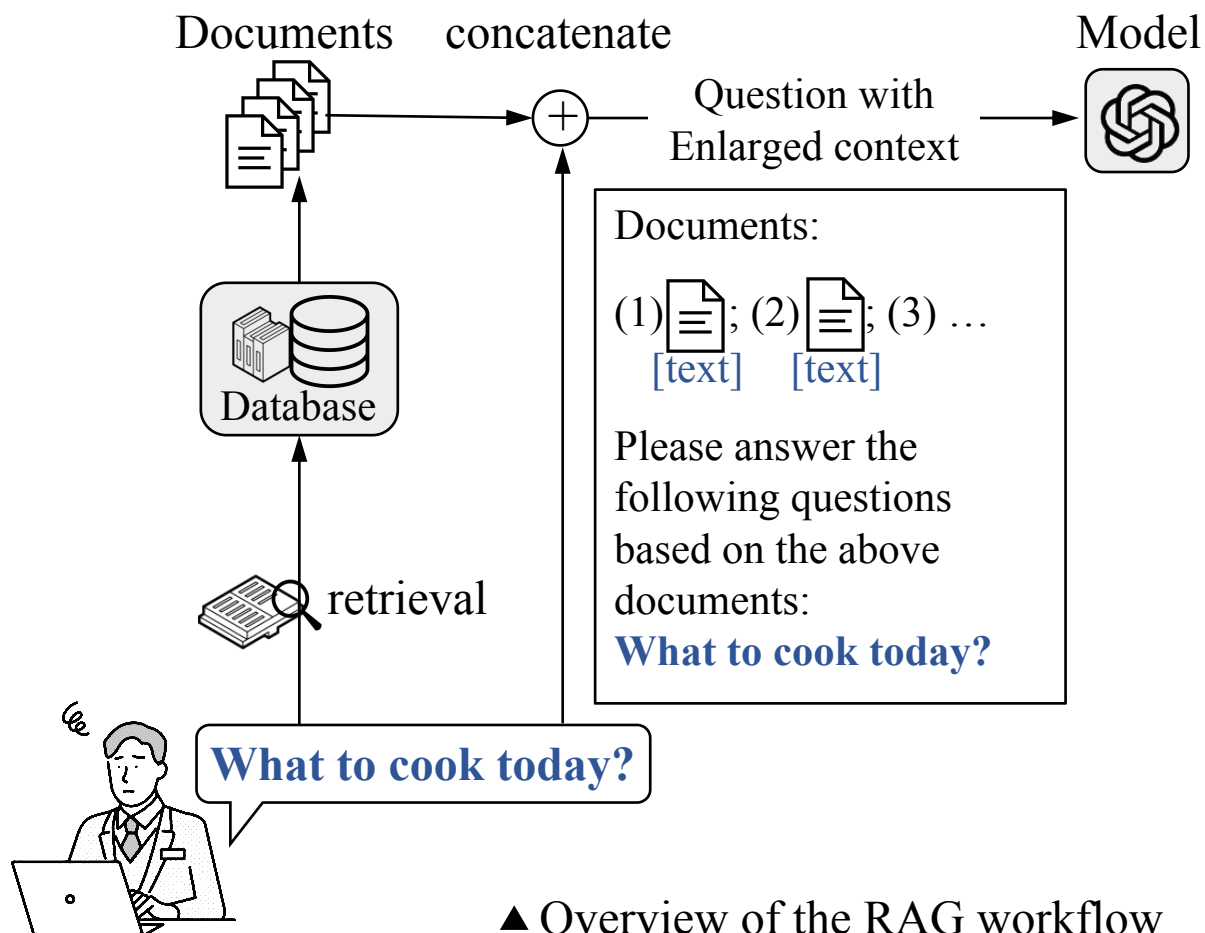 Documents
concatenate
Model
+
Question with
Enlarged context
Database
retrieval
What to cook today?
Documents:
(1) ; (2) ; (3) …
[text] [text]
Please answer the
following questions
based on the above
documents:
What to cook today?
▲ Overview of the RAG workflow